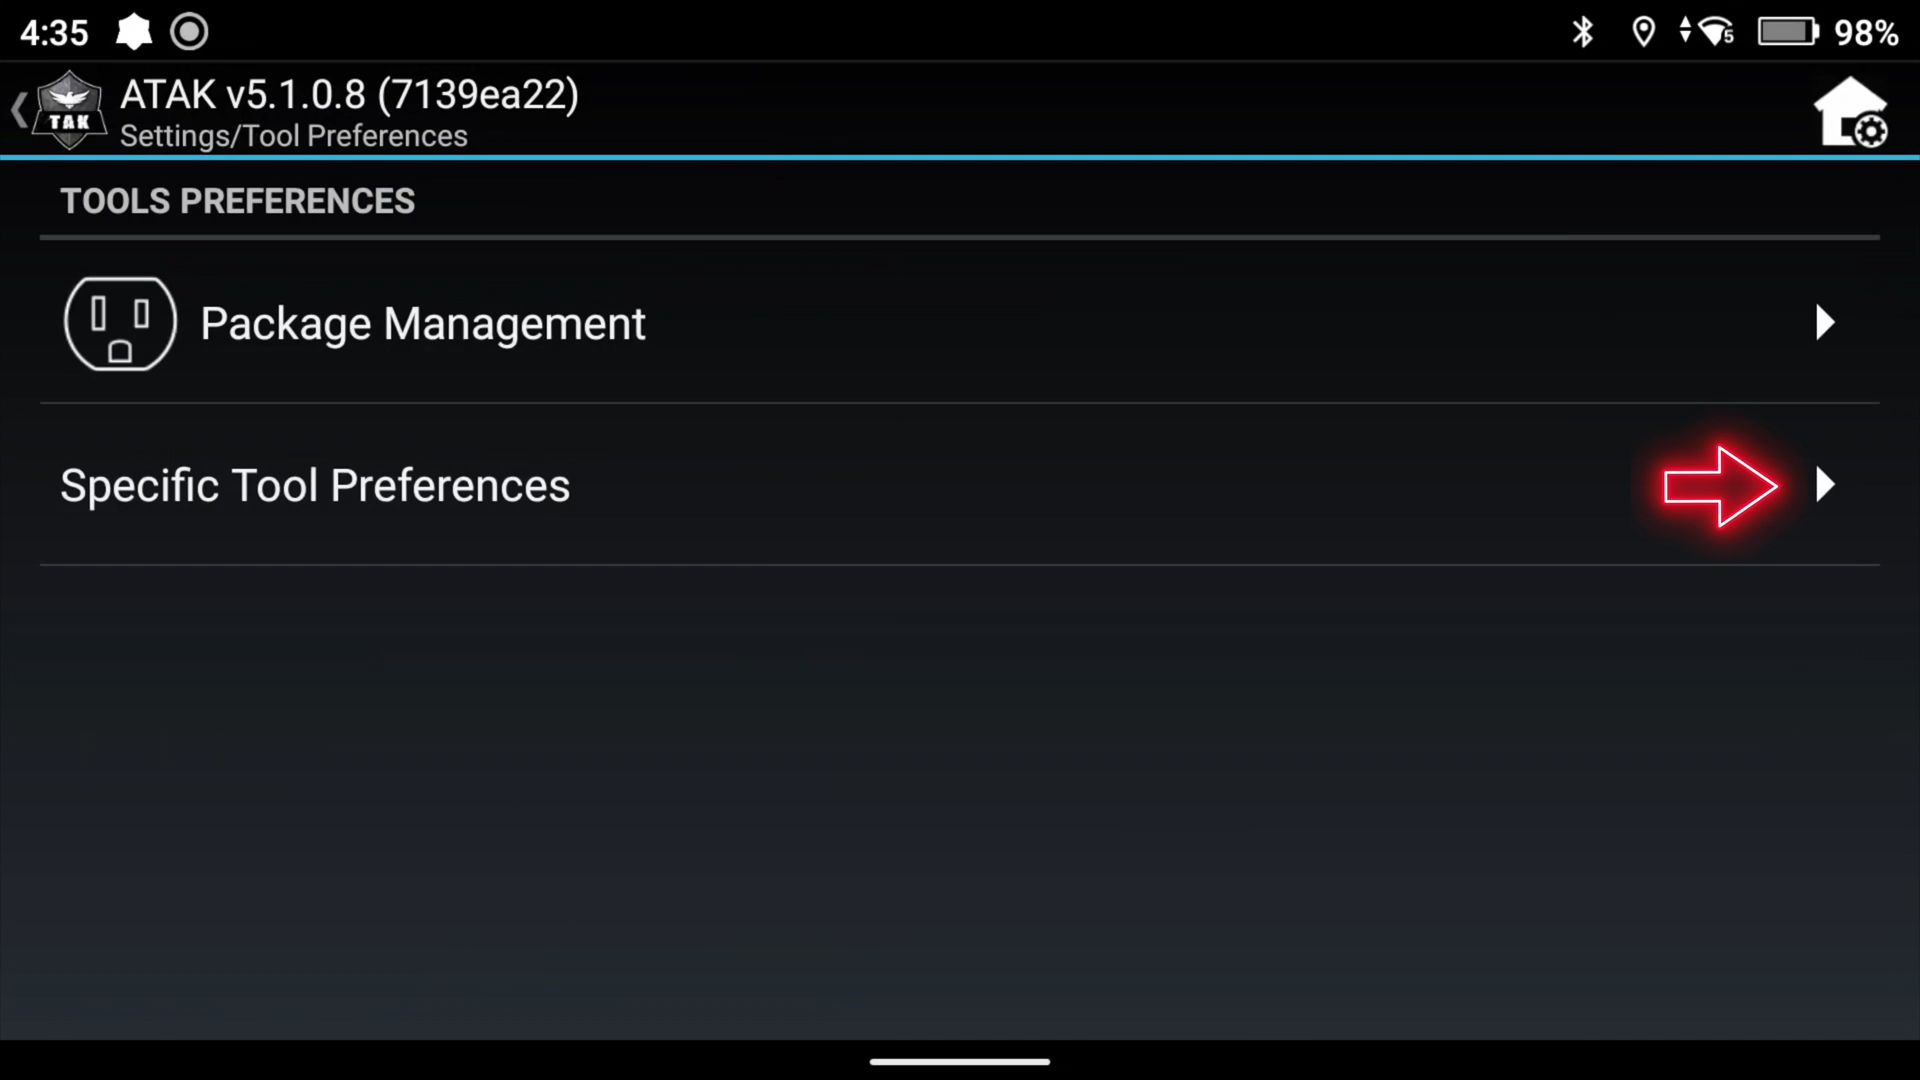 4:35
5 98%
TAK
ATAK v5.1.0.8 (7139ea22)
Settings/Tool Preferences
TOOLS PREFERENCES
Package Management
Specific Tool Preferences